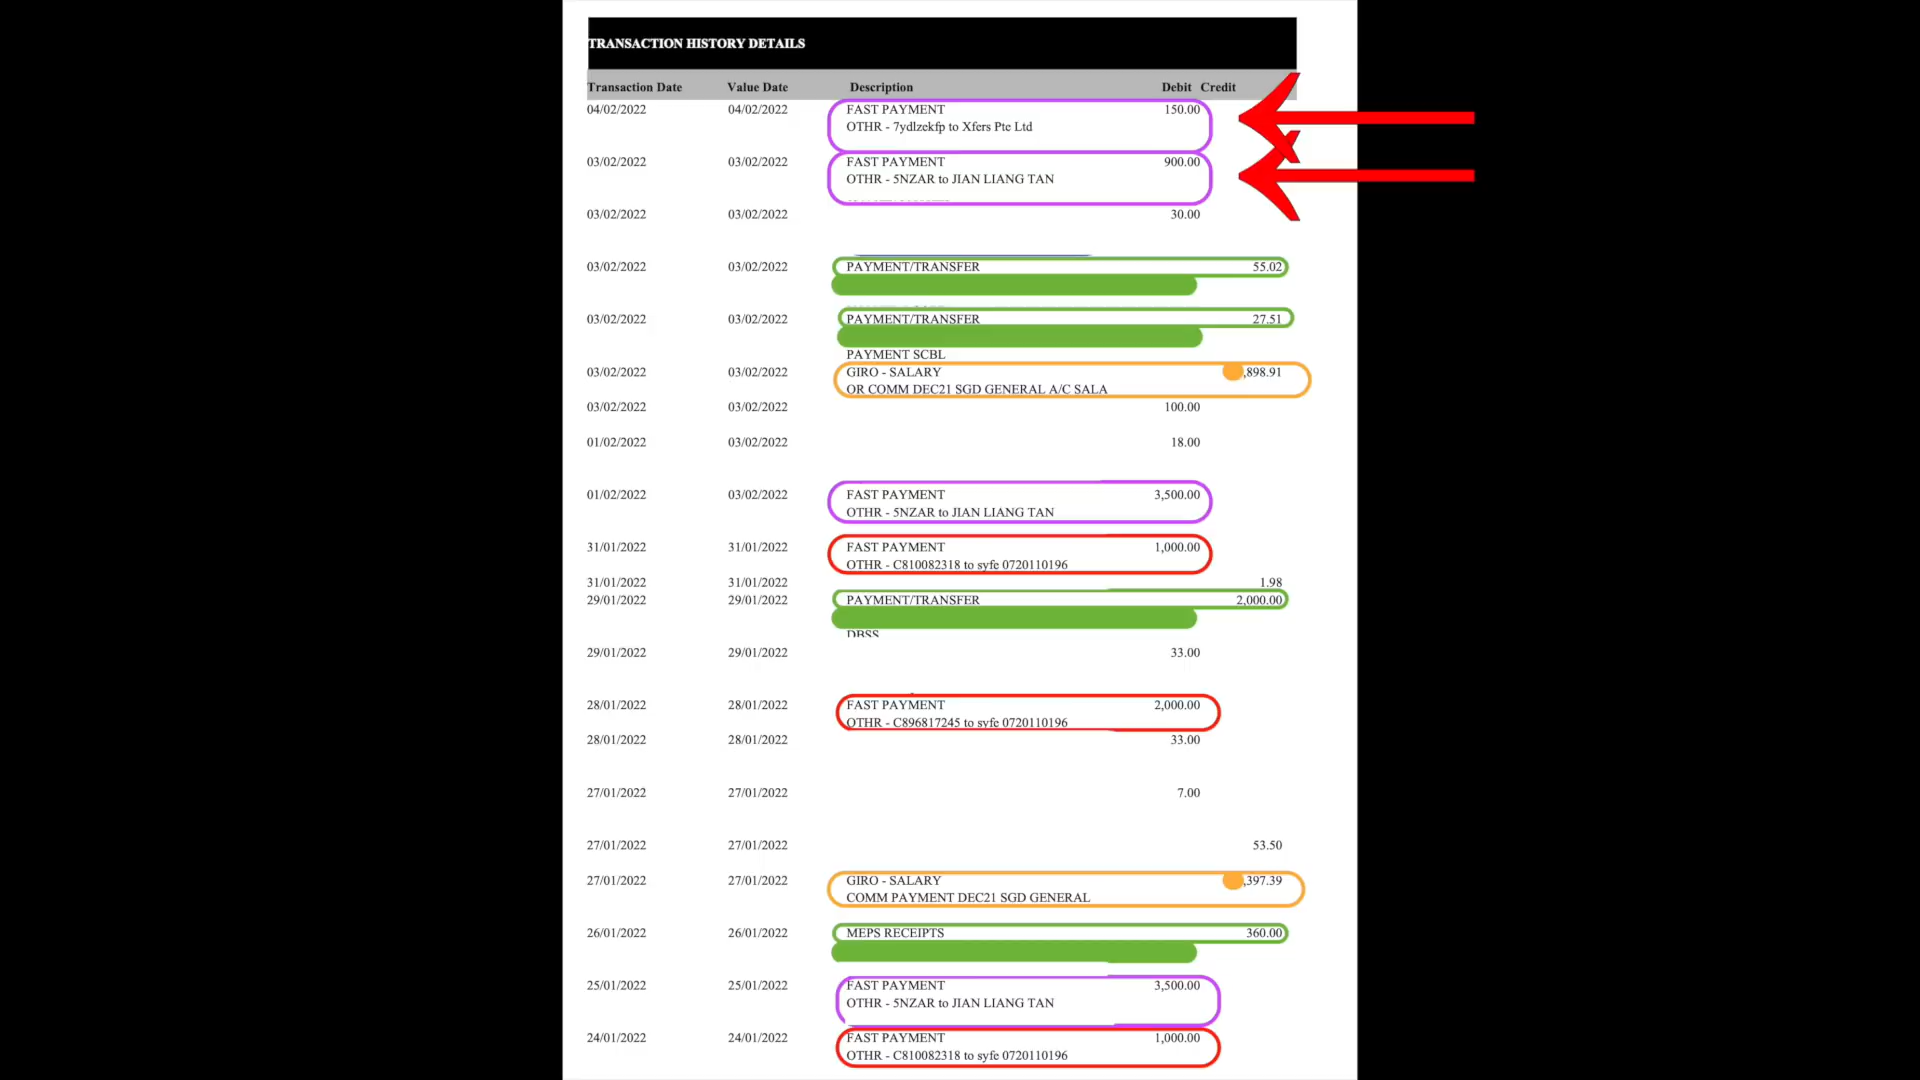 TRANSACTION HISTORY DETAILS
Transaction Date Value Date Description Debit Credit
04/02/2022 04/02/2022 FAST PAYMENT 150.00
OTHR - 7ydlzekfp to Xfers Pte Ltd
03/02/2022 03/02/2022 FAST PAYMENT 900.00
OTHR - 5NZAR to JIAN LIANG TAN
03/02/2022 03/02/2022 30.00
03/02/2022 03/02/2022 PAYMENT/TRANSFER 55.02
03/02/2022 03/02/2022 PAYMENT/TRANSFER 27.51
PAYMENT SCBL
03/02/2022 03/02/2022 GIRO - SALARY ,898.91
OR COMM DEC21 SGD GENERAL A/C SALA
03/02/2022 03/02/2022 100.00
01/02/2022 03/02/2022 18.00
01/02/2022 03/02/2022 FAST PAYMENT 3,500.00
OTHR - 5NZAR to JIAN LIANG TAN
31/01/2022 31/01/2022 FAST PAYMENT 1,000.00
OTHR - C810082318 to syfe 0720110196
31/01/2022 31/01/2022 1.98
29/01/2022 29/01/2022 PAYMENT/TRANSFER 2,000.00
DBSS
29/01/2022 29/01/2022 33.00
28/01/2022 28/01/2022 FAST PAYMENT 2,000.00
OTHR - C896817245 to syfe 0720110196
28/01/2022 28/01/2022 33.00
27/01/2022 27/01/2022 7.00
27/01/2022 27/01/2022 53.50
27/01/2022 27/01/2022 GIRO - SALARY ,397.39
COMM PAYMENT DEC21 SGD GENERAL
26/01/2022 26/01/2022 MEPS RECEIPTS 360.00
25/01/2022 25/01/2022 FAST PAYMENT 3,500.00
OTHR - 5NZAR to JIAN LIANG TAN
24/01/2022 24/01/2022 FAST PAYMENT 1,000.00
OTHR - C810082318 to syfe 0720110196